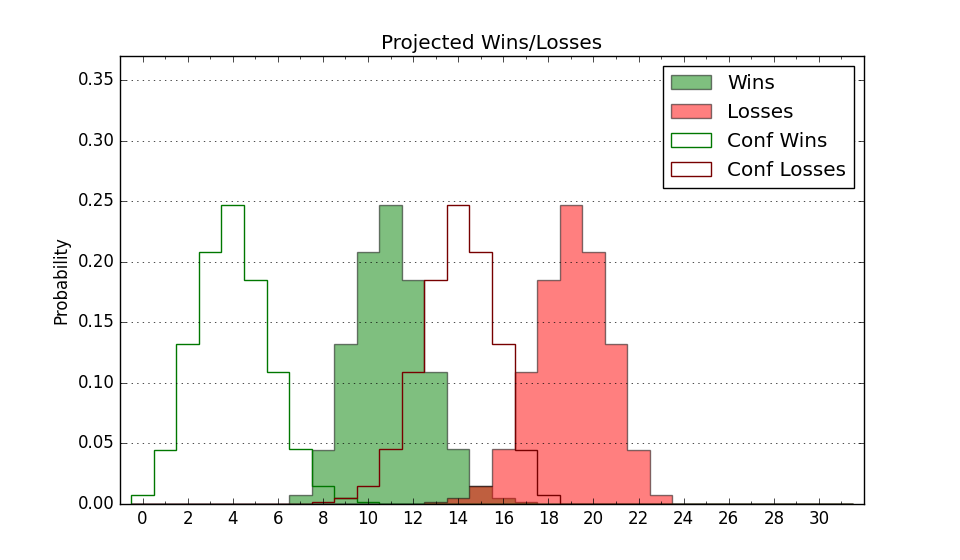 Projected Wins/Losses
Wins
Losses
Conf Wins
Conf Losses
Probability
0.35
0.30
0.25
0.20
0.15
0.10
0.05
0.00
0 2 4 6 8 10 12 14 16 18 20 22 24 26 28 30